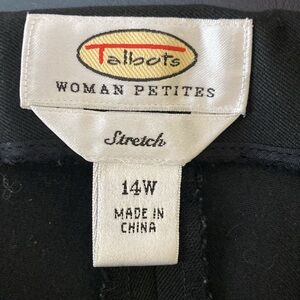 Talbots
WOMAN PETITES
Stretch
14W
MADE IN
CHINA